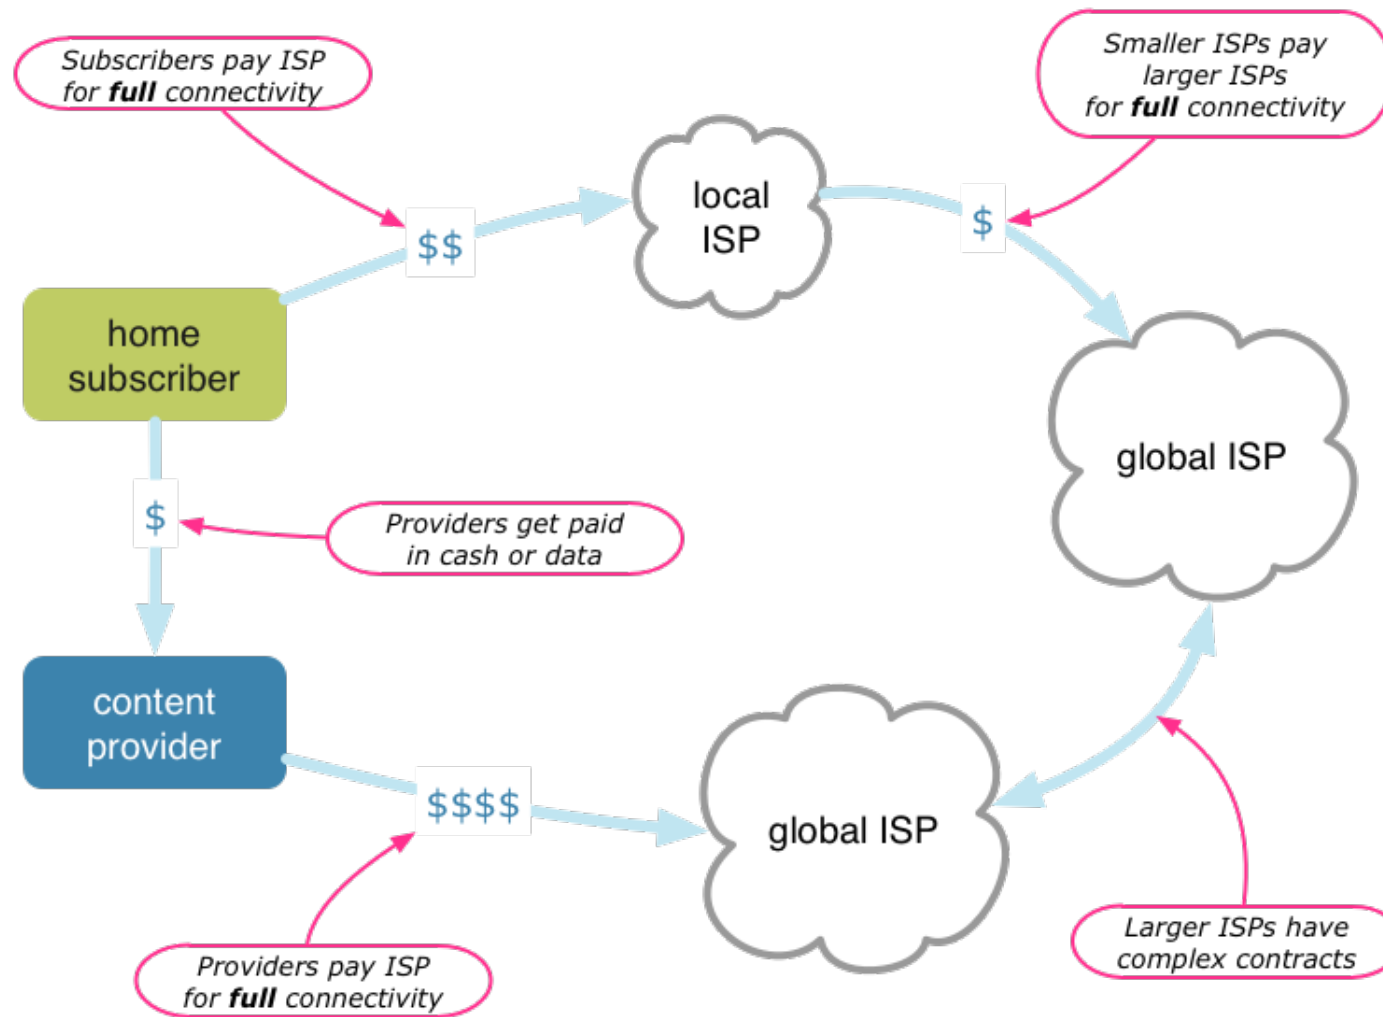 Subscribers pay ISP
for full connectivity
Smaller ISPs pay
larger ISPs
for full connectivity
local
ISP
$$
$
home
subscriber
global ISP
$
Providers get paid
in cash or data
content
provider
$$$$
global ISP
Larger ISPs have
complex contracts
Providers pay ISP
for full connectivity